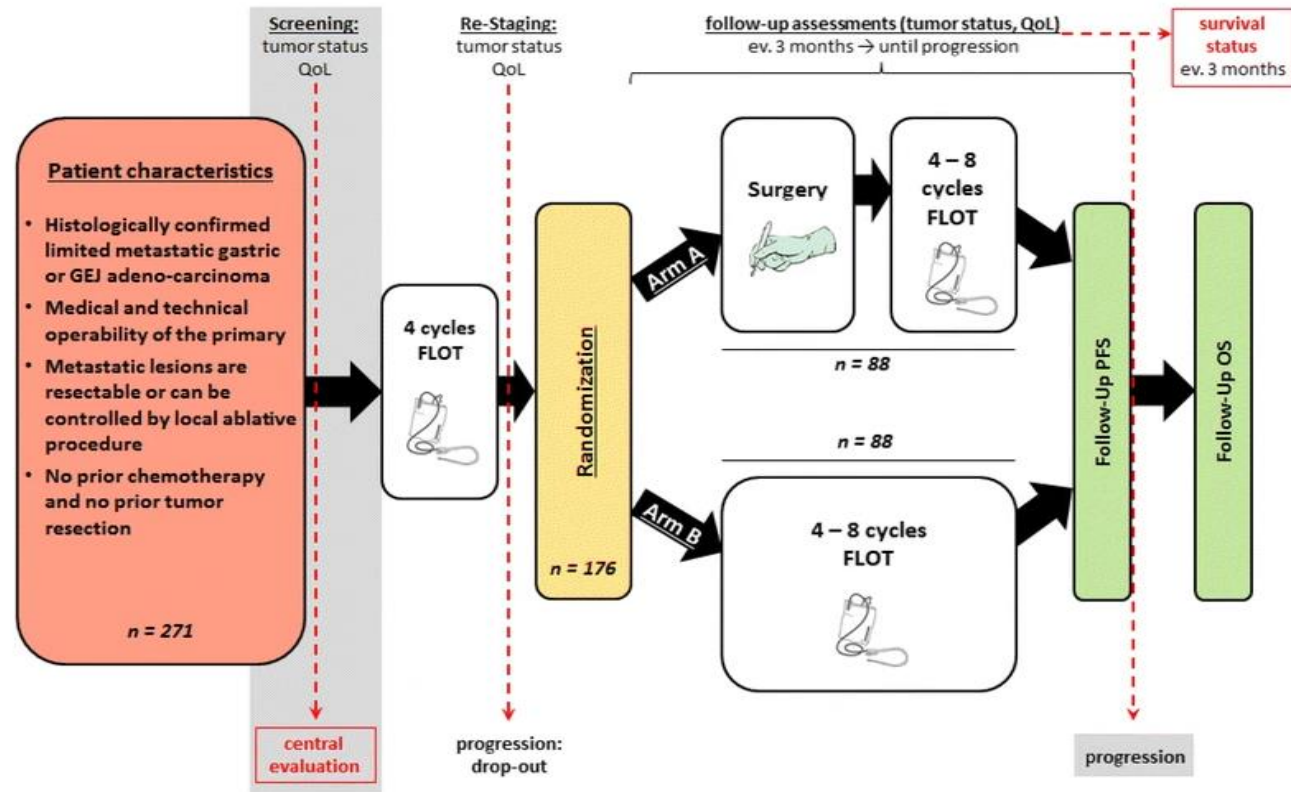 Screening:
tumor status
QoL
Re-Staging:
tumor status
QoL
follow-up assessments (tumor status, QoL)
ev. 3 months → until progression
survival
status
ev. 3 months
Patient characteristics
• Histologically confirmed
limited metastatic gastric
or GEJ adeno-carcinoma
• Medical and technical
operability of the primary
• Metastatic lesions are
resectable or can be
controlled by local ablative
procedure
• No prior chemotherapy
and no prior tumor
resection
n = 271
4 cycles
FLOT
Randomization
n = 176
Arm A
Surgery
4 – 8
cycles
FLOT
n = 88
n = 88
Arm B
4 – 8 cycles
FLOT
Follow-Up PFS
Follow-Up OS
central
evaluation
progression:
drop-out
progression